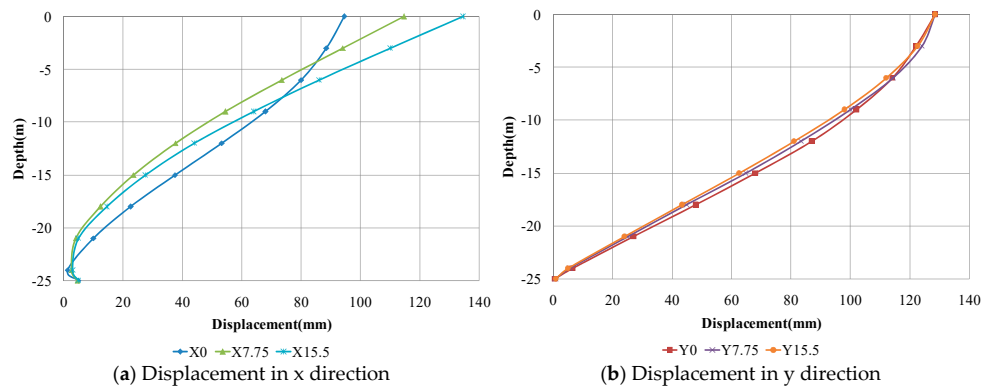 0 20 40 60 80 100 120 140
0
-5
-10
-15
-20
-25
Depth(m)
Displacement(mm)
X0 X7.75 X15.5
(a) Displacement in x direction
0 20 40 60 80 100 120 140
0
-5
-10
-15
-20
-25
Depth(m)
Displacement(mm)
Y0 Y7.75 Y15.5
(b) Displacement in y direction